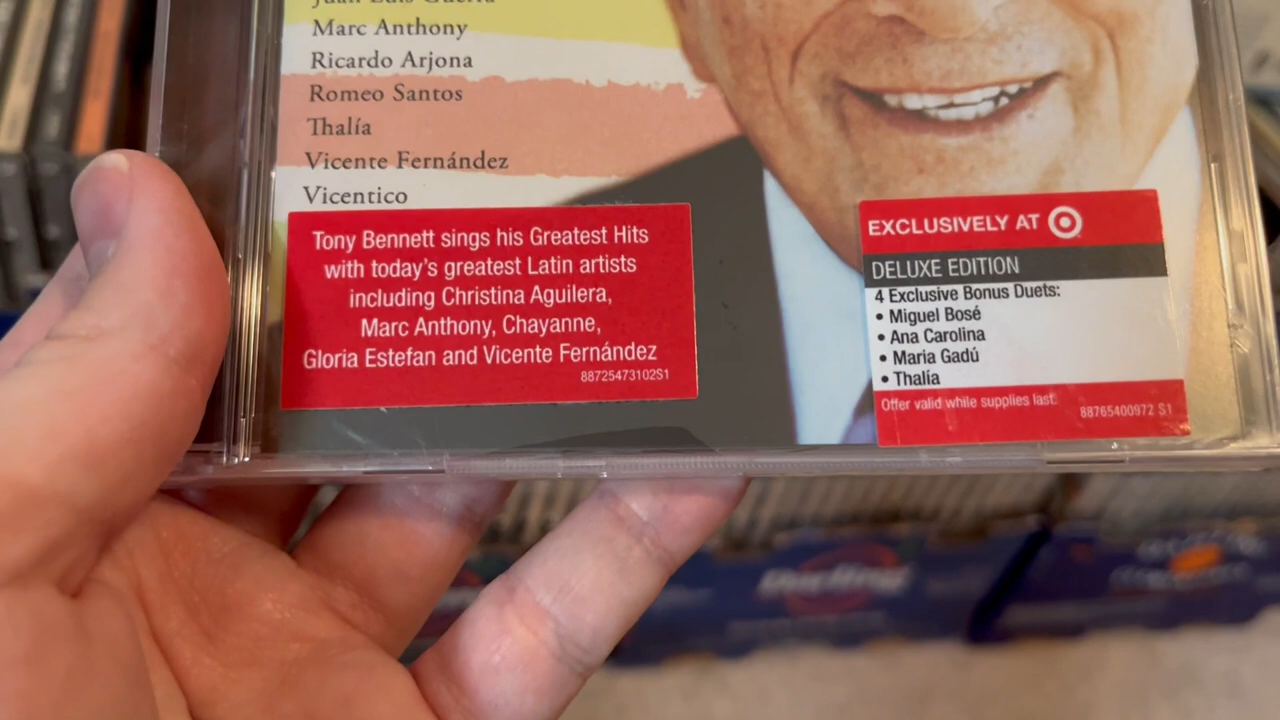 Marc Anthony
Ricardo Arjona
Romeo Santos
Thalía
Vicente Fernández
Vicentico
Tony Bennett sings his Greatest Hits
with today's greatest Latin artists
including Christina Aguilera,
Marc Anthony, Chayanne,
Gloria Estefan and Vicente Fernández
88725473102S1
EXCLUSIVELY AT
DELUXE EDITION
4 Exclusive Bonus Duets:
• Miguel Bosé
• Ana Carolina
• Maria Gadú
• Thalía
Offer valid while supplies last.
88765400972 S1